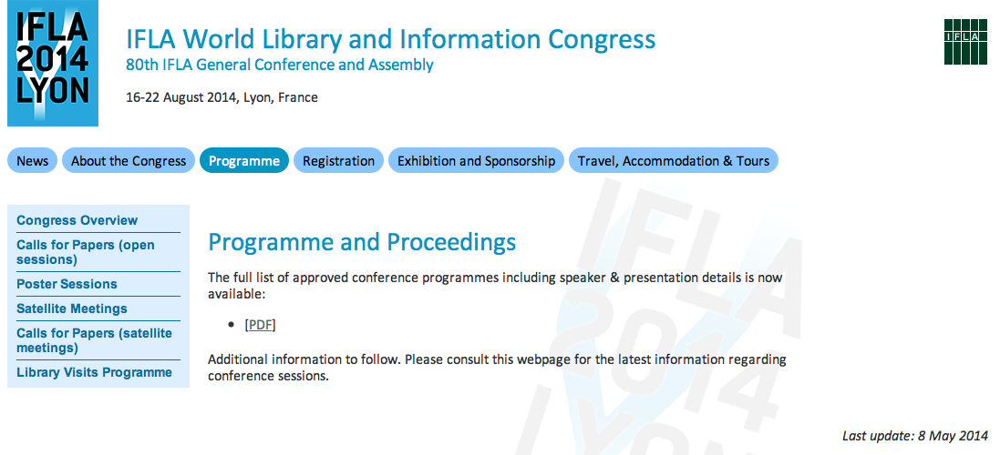 IFLA
2014
LYON
IFLA World Library and Information Congress
80th IFLA General Conference and Assembly
16-22 August 2014, Lyon, France
IFLA
News
About the Congress
Programme
Registration
Exhibition and Sponsorship
Travel, Accommodation & Tours
Congress Overview
Calls for Papers (open
sessions)
Poster Sessions
Satellite Meetings
Calls for Papers (satellite
meetings)
Library Visits Programme
Programme and Proceedings
The full list of approved conference programmes including speaker & presentation details is now
available:
• [PDF]
Additional information to follow. Please consult this webpage for the latest information regarding
conference sessions.
IFLA
2014
LYON
Last update: 8 May 2014